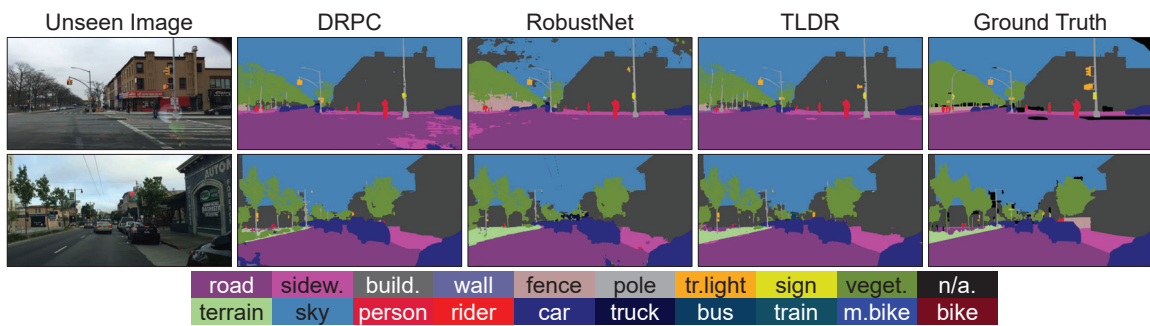 Unseen Image DRPC RobustNet TLDR Ground Truth
AUTOM
road sidew. build. wall fence pole tr.light sign veget. n/a.
terrain sky person rider car truck bus train m.bike bike